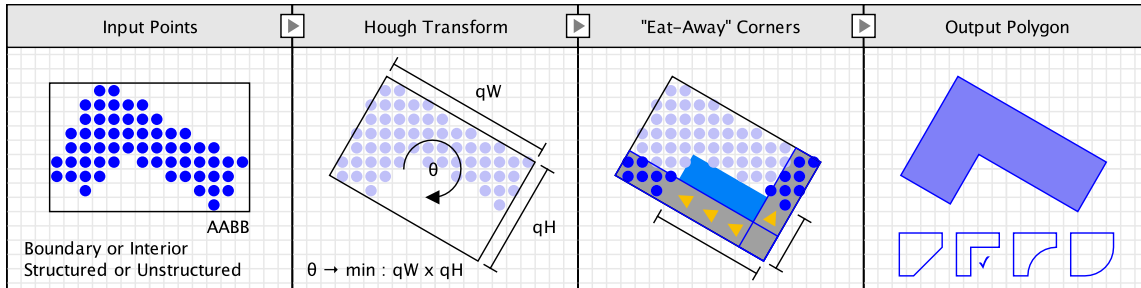 Input Points
Hough Transform
"Eat-Away" Corners
Output Polygon
AABB
Boundary or Interior
Structured or Unstructured
qW
θ
qH
θ → min : qW x qH